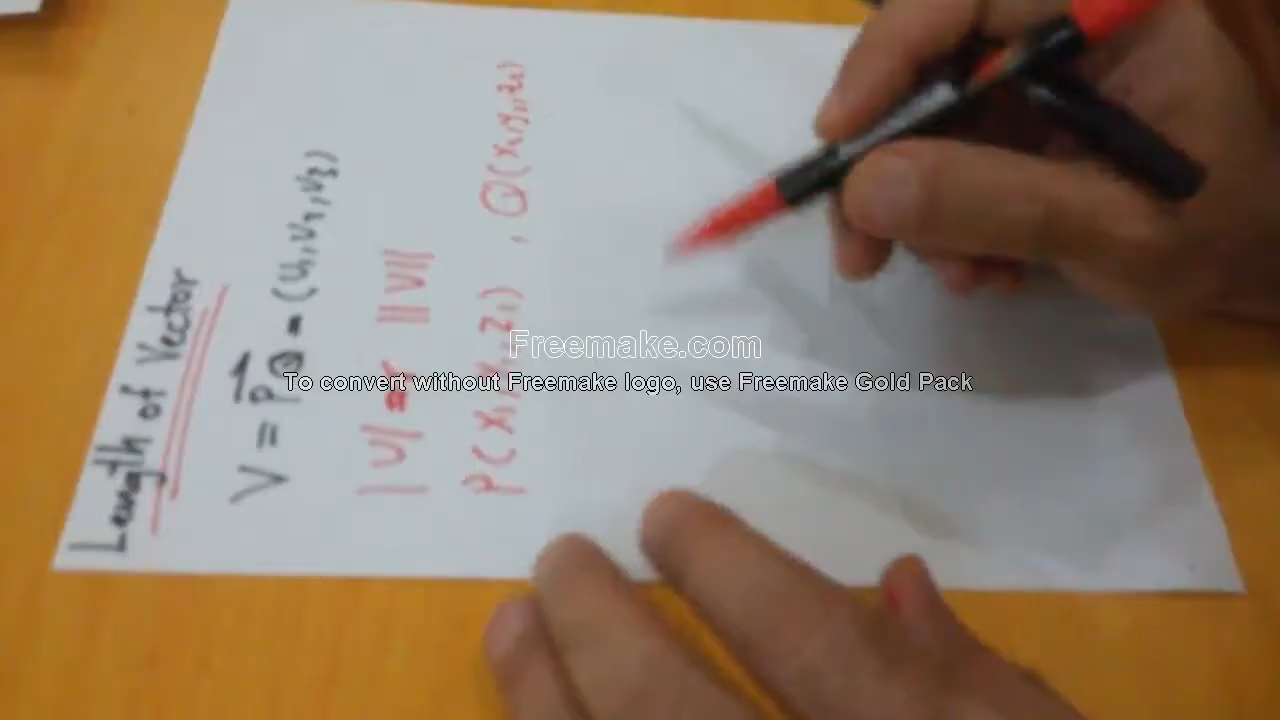 Length of Vector
V = PQ = (v1, v2, v3)
|V| or ||V||
P(x1, y1, z1), Q(x2, y2, z2)
Freemake.com
To convert without Freemake logo, use Freemake Gold Pack